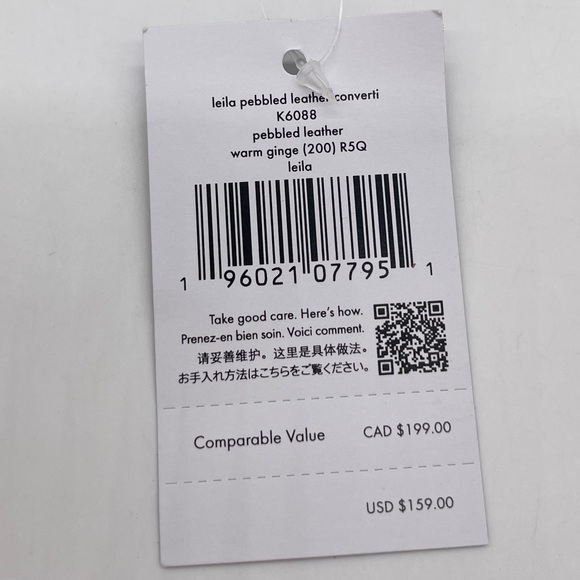 leila pebbled leather converti
K6088
pebbled leather
warm ginge (200) R5Q
leila
1 96021 07795 1
Take good care. Here's how.
Prenez-en bien soin. Voici comment.
请妥善维护。这里是具体做法。
お手入れ方法はこちらをご覧ください。
Comparable Value CAD $199.00
USD $159.00